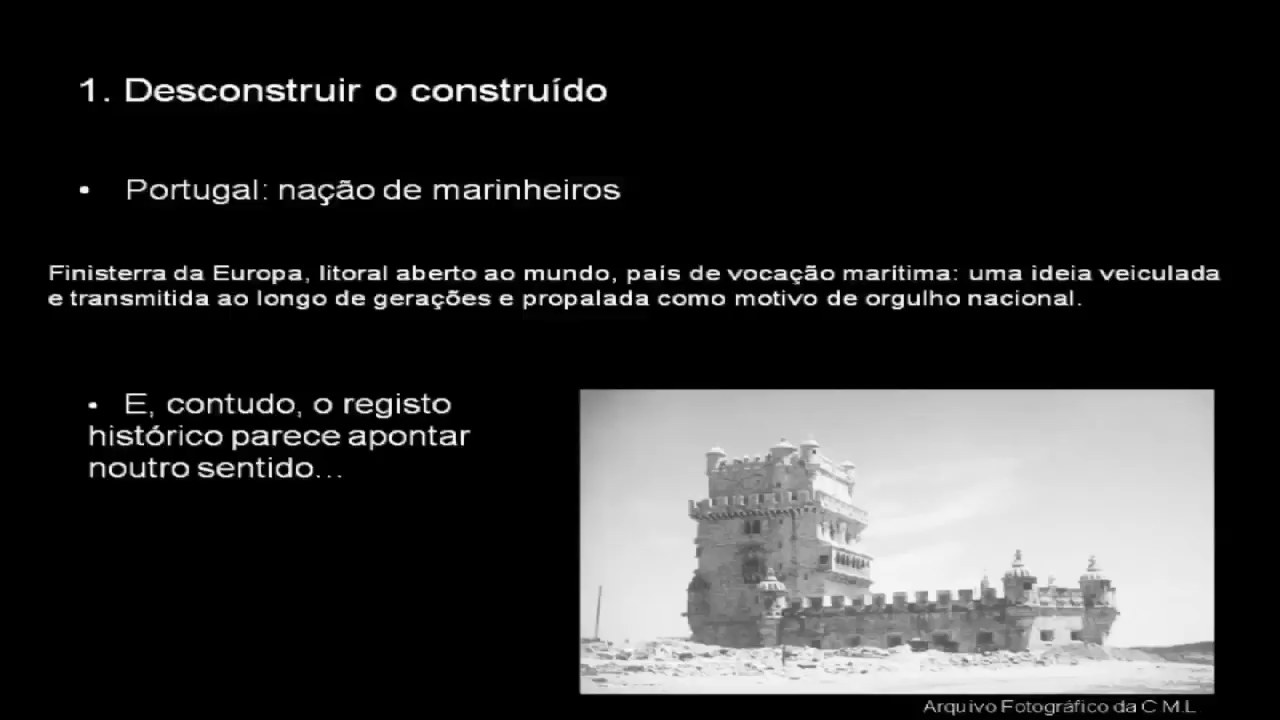 1. Desconstruir o construído
• Portugal: nação de marinheiros
Finisterra da Europa, litoral aberto ao mundo, país de vocação marítima: uma ideia veiculada
e transmitida ao longo de gerações e propalada como motivo de orgulho nacional.
• E, contudo, o registo
histórico parece apontar
noutro sentido...
Arquivo Fotográfico da C M.L